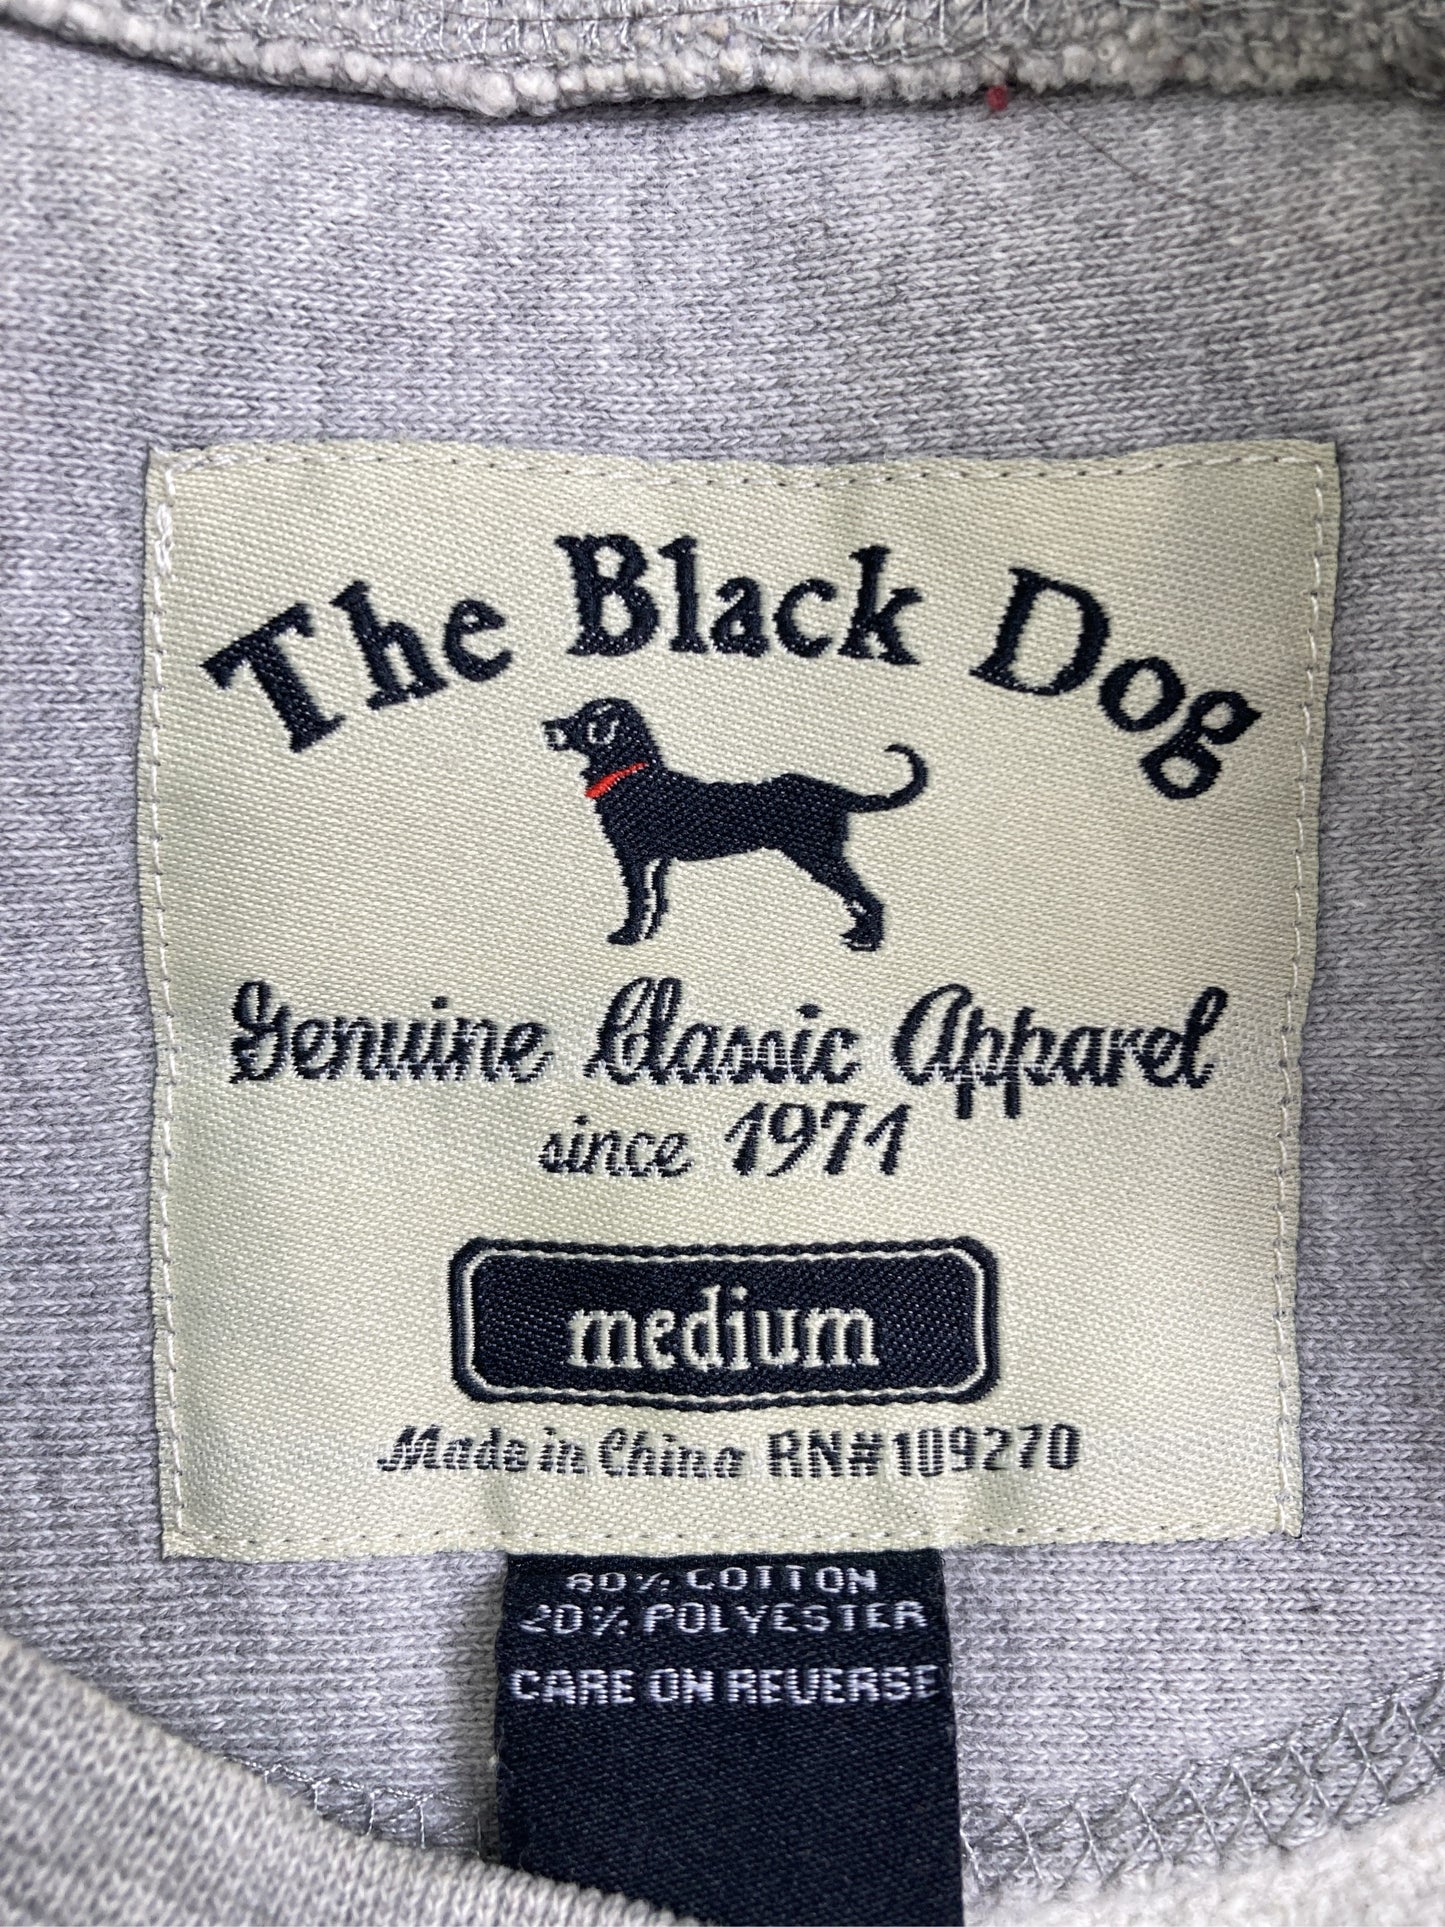 The Black Dog
Genuine Classic Apparel
since 1971
medium
Made in China RN#109270
80% COTTON
20% POLYESTER
CARE ON REVERSE